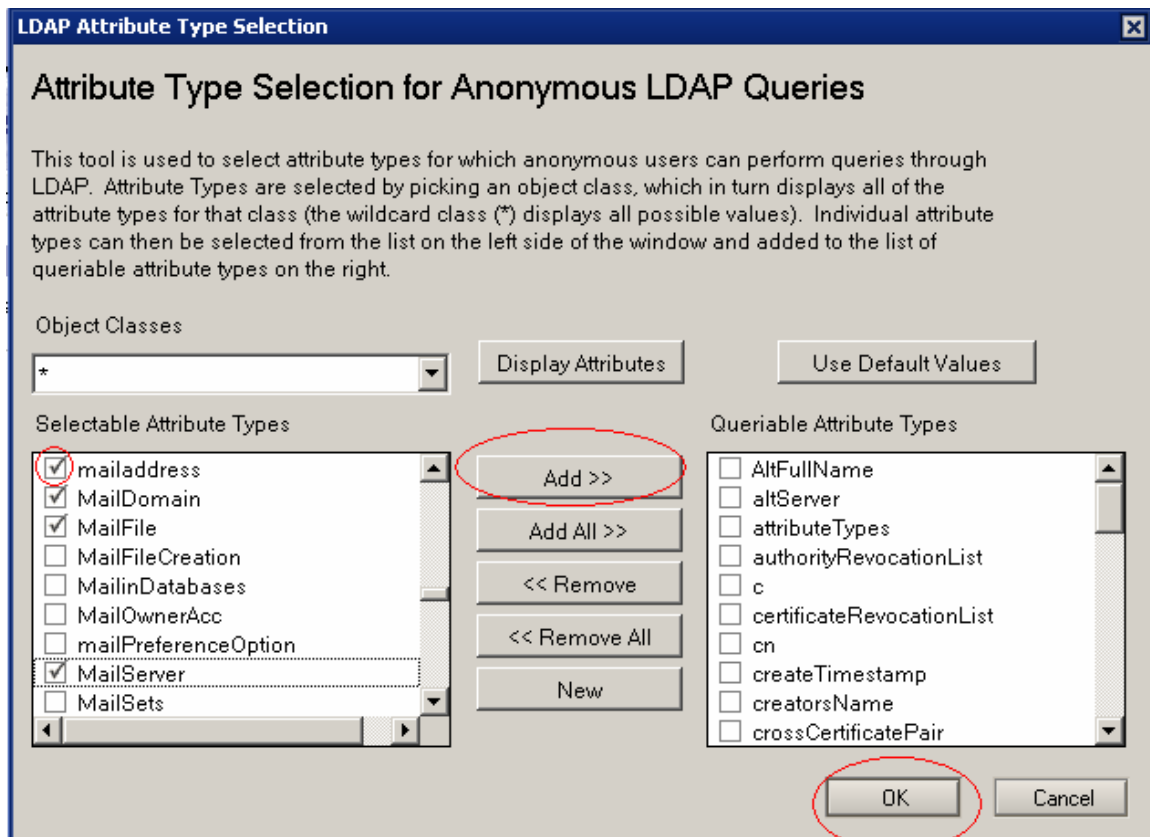 LDAP Attribute Type Selection
Attribute Type Selection for Anonymous LDAP Queries
This tool is used to select attribute types for which anonymous users can perform queries through
LDAP. Attribute Types are selected by picking an object class, which in turn displays all of the
attribute types for that class (the wildcard class (*) displays all possible values). Individual attribute
types can then be selected from the list on the left side of the window and added to the list of
queriable attribute types on the right.
Object Classes
*
Display Attributes
Use Default Values
Selectable Attribute Types
mailaddress
MailDomain
MailFile
MailFileCreation
MailinDatabases
MailOwnerAcc
mailPreferenceOption
MailServer
MailSets
Add >>
Add All >>
<< Remove
<< Remove All
New
Queriable Attribute Types
AltFullName
altServer
attributeTypes
authorityRevocationList
c
certificateRevocationList
cn
createTimestamp
creatorsName
crossCertificatePair
OK
Cancel